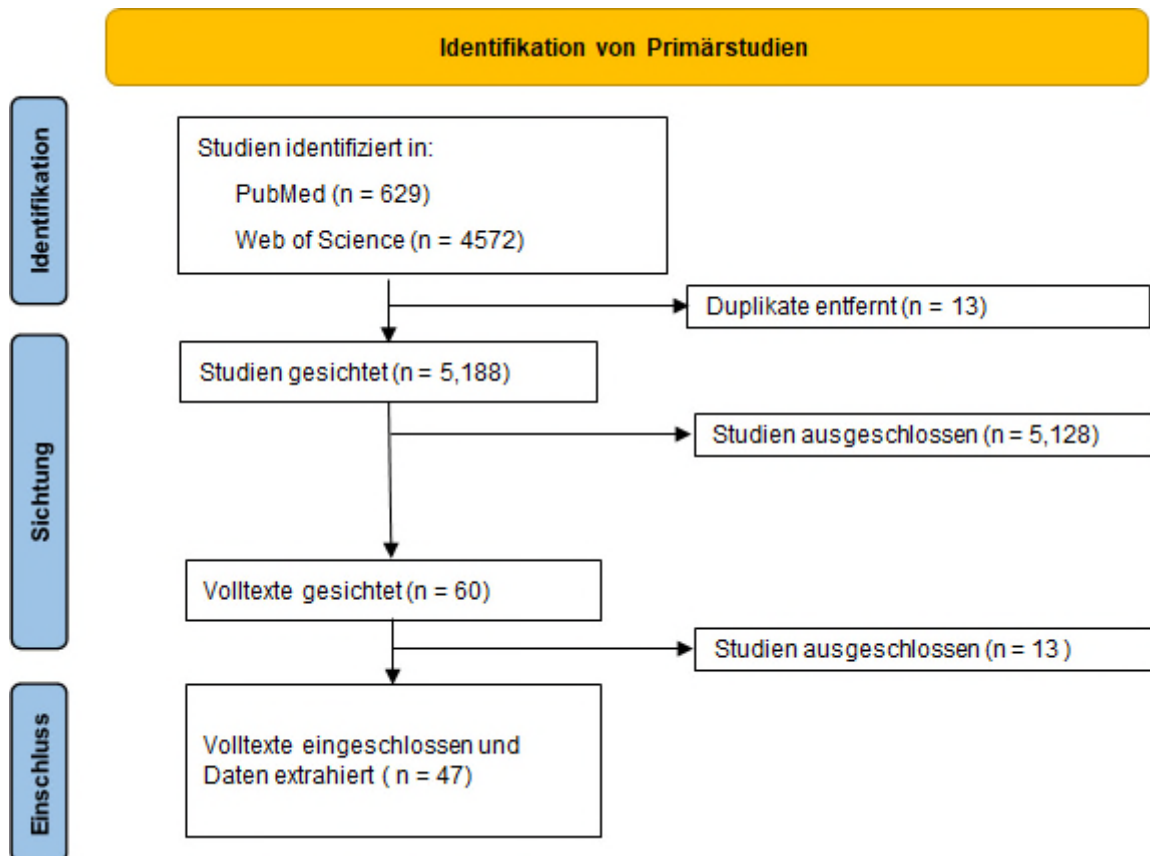 Identifikation von Primärstudien
Identifikation
Studien identifiziert in:
PubMed (n = 629)
Web of Science (n = 4572)
Duplikate entfernt (n = 13)
Sichtung
Studien gesichtet (n = 5,188)
Studien ausgeschlossen (n = 5,128)
Volltexte gesichtet (n = 60)
Studien ausgeschlossen (n = 13 )
Einschluss
Volltexte eingeschlossen und
Daten extrahiert ( n = 47)